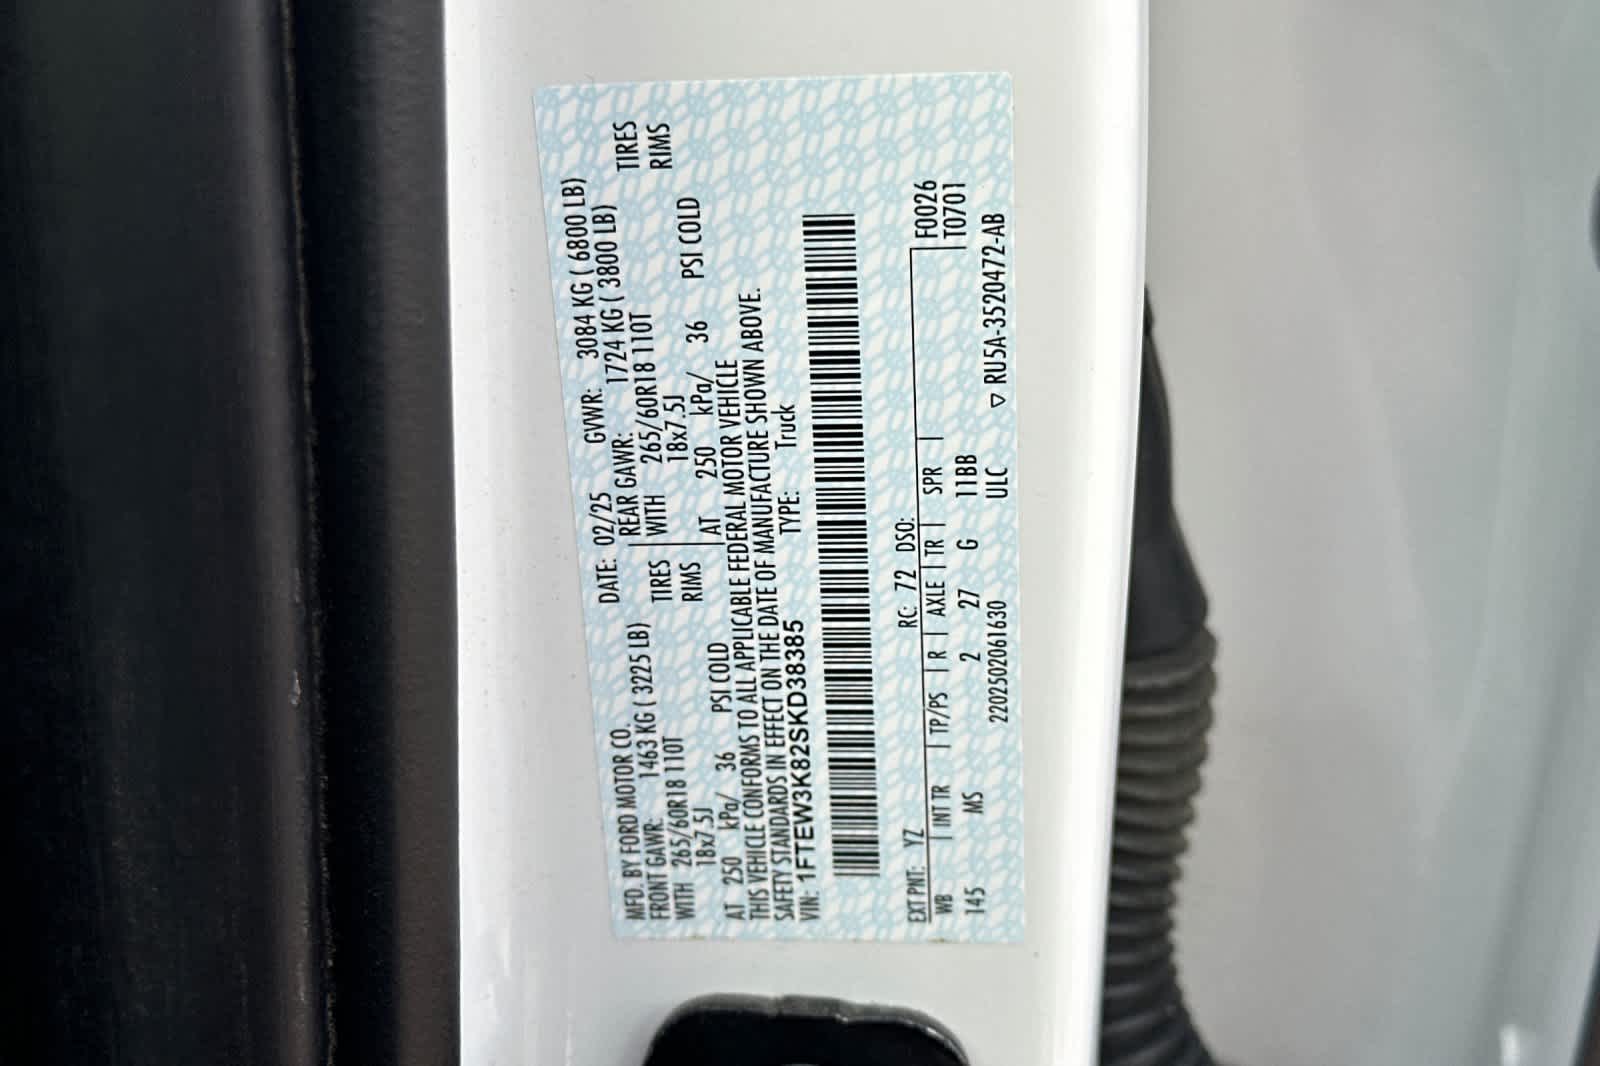 MFD. BY FORD MOTOR CO. DATE: 02/25 GVWR: 3084 KG ( 6800 LB)
FRONT GAWR: 1463 KG ( 3225 LB) REAR GAWR: 1724 KG ( 3800 LB)
WITH 265/60R18 110T TIRES WITH 265/60R18 110T TIRES
18x7.5J RIMS 18x7.5J RIMS
AT 250 kPa/ 36 PSI COLD AT 250 kPa/ 36 PSI COLD
THIS VEHICLE CONFORMS TO ALL APPLICABLE FEDERAL MOTOR VEHICLE
SAFETY STANDARDS IN EFFECT ON THE DATE OF MANUFACTURE SHOWN ABOVE.
VIN: 1FTEW3K82SKD38385 TYPE: Truck
EXT PNT: YZ RC: 72 DSO: F0026
WB INT TR TP/PS R AXLE TR SPR T0701
145 MS 2 27 G 11BB
2202502061630 ULC ▽ RU5A-3520472-AB